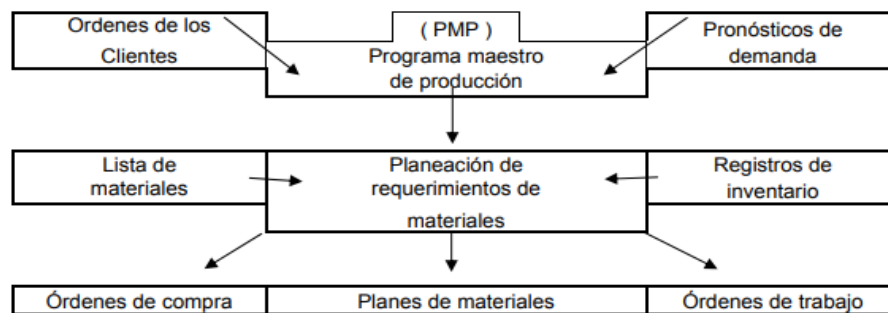 Ordenes de los
Clientes
( PMP )
Programa maestro
de producción
Pronósticos de
demanda
Lista de
materiales
Planeación de
requerimientos de
materiales
Registros de
inventario
Órdenes de compra
Planes de materiales
Órdenes de trabajo